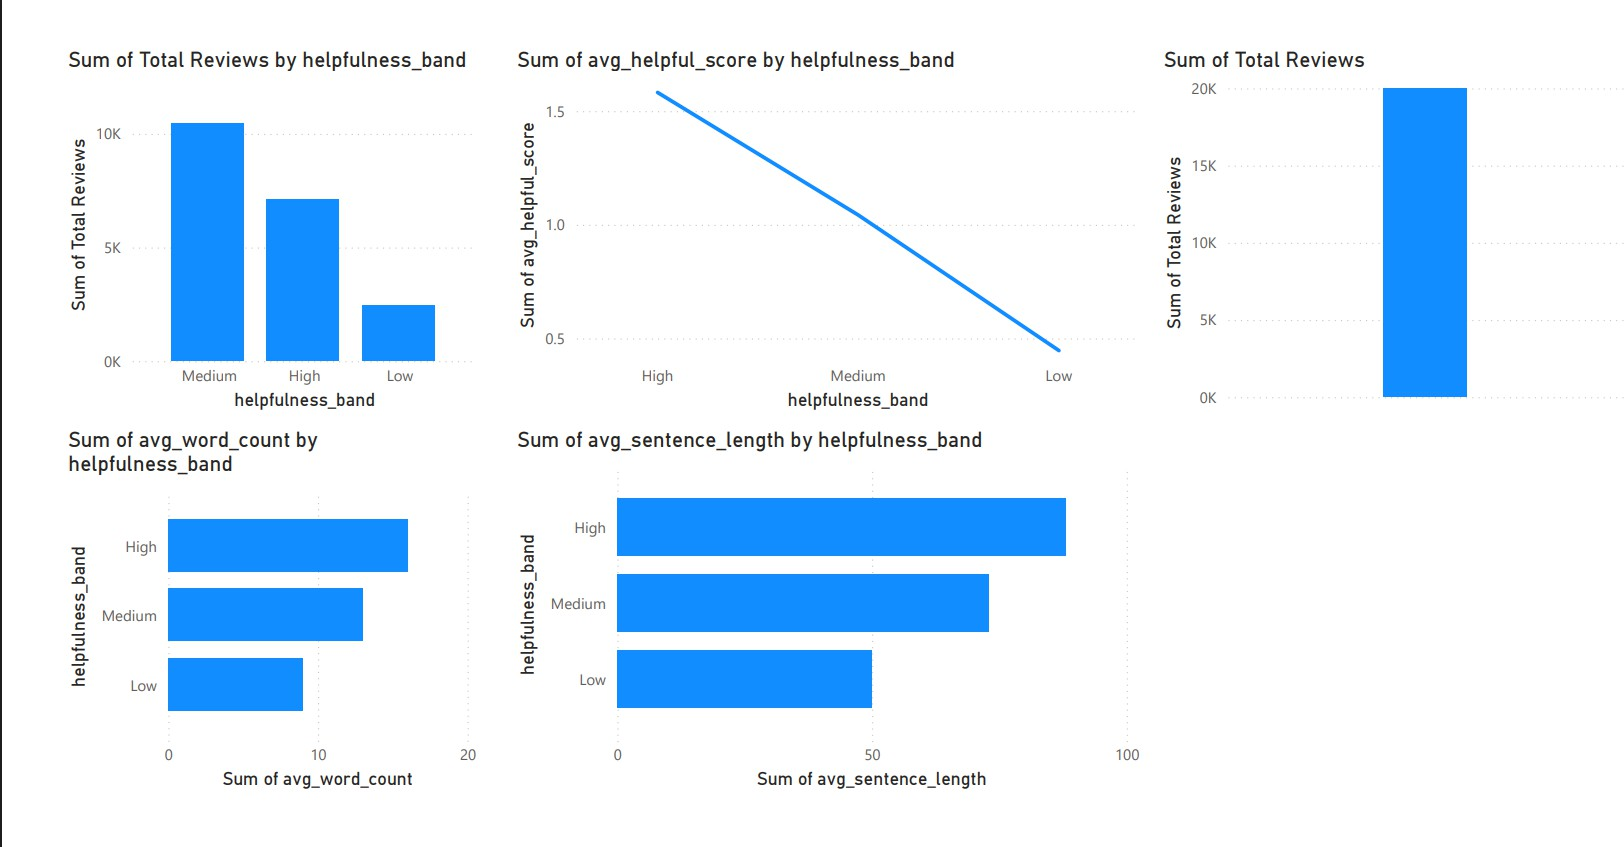 Sum of Total Reviews by helpfulness_band
Sum of Total Reviews
10K
5K
0K
Medium
High
Low
helpfulness_band
Sum of avg_helpful_score by helpfulness_band
Sum of avg_helpful_score
1.5
1.0
0.5
High
Medium
Low
helpfulness_band
Sum of Total Reviews
Sum of Total Reviews
20K
15K
10K
5K
0K
Sum of avg_word_count by
helpfulness_band
helpfulness_band
High
Medium
Low
0
10
20
Sum of avg_word_count
Sum of avg_sentence_length by helpfulness_band
helpfulness_band
High
Medium
Low
0
50
100
Sum of avg_sentence_length